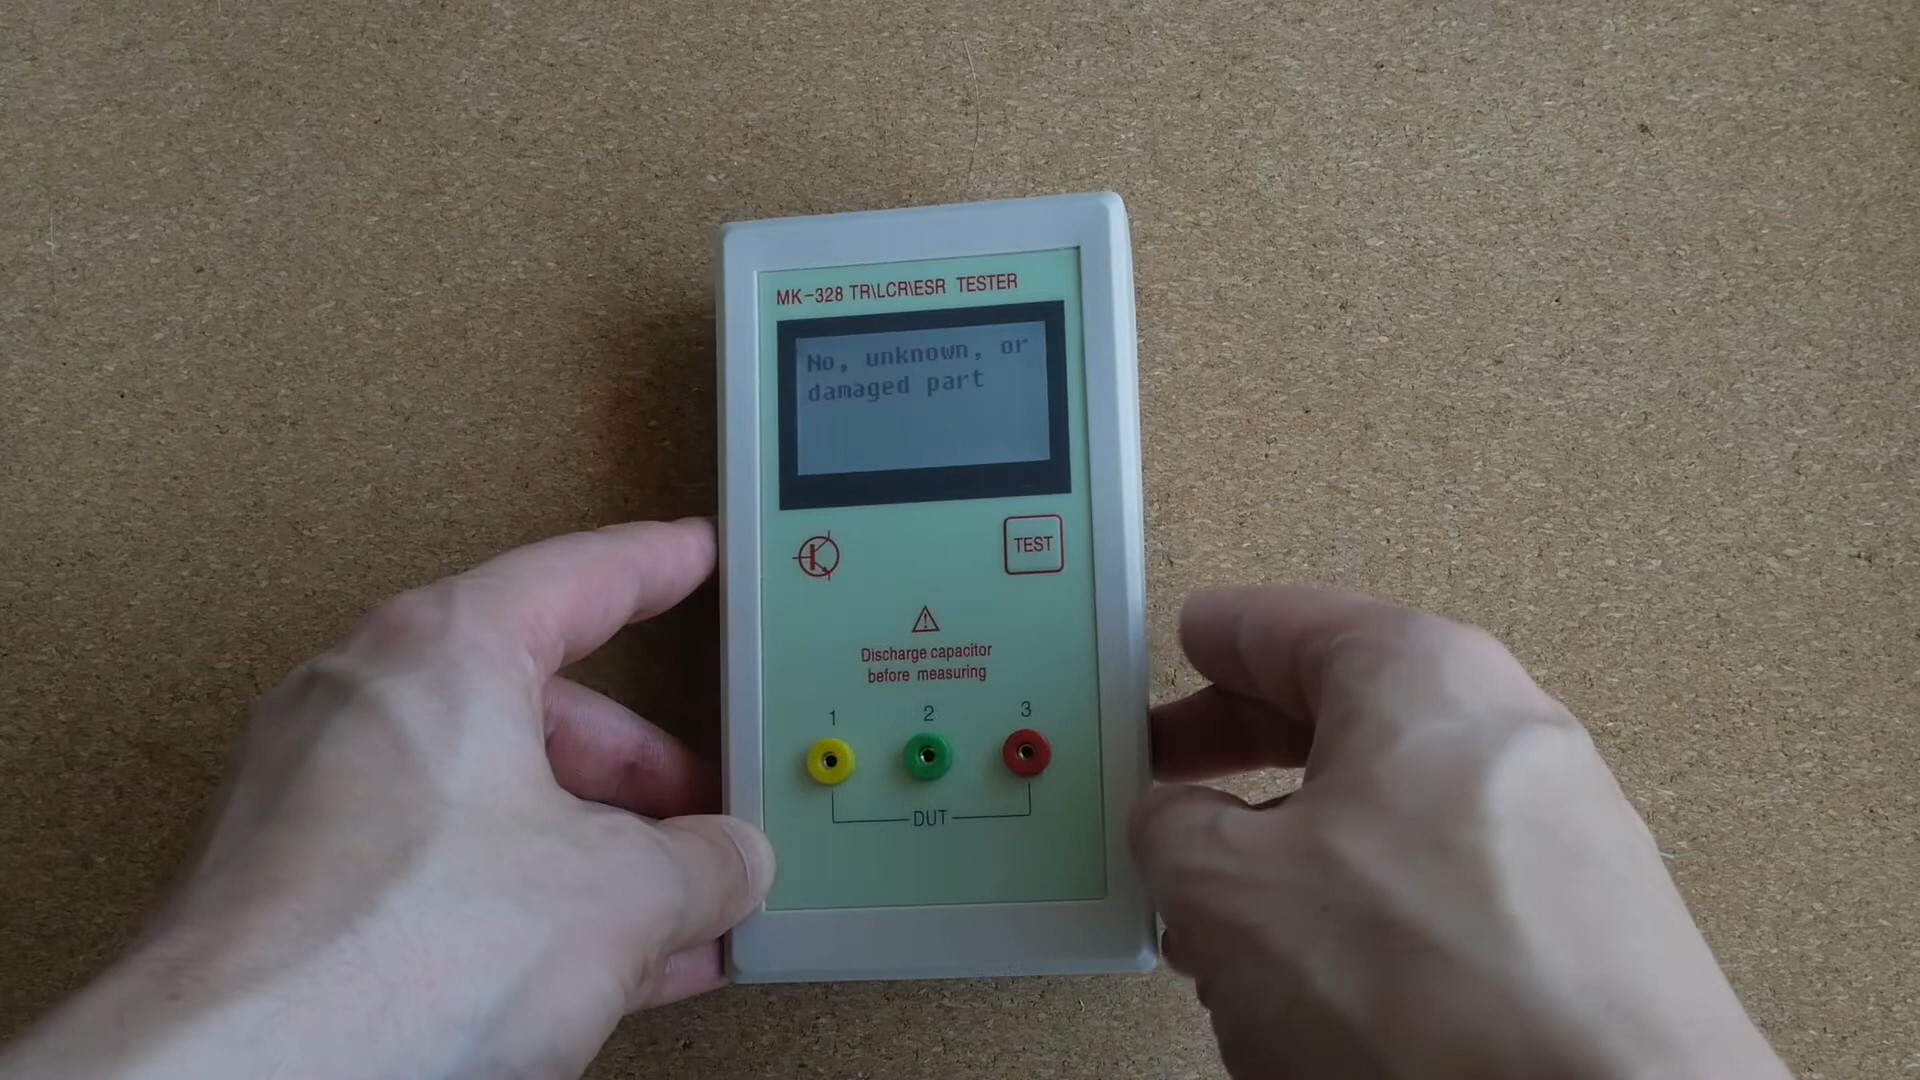 MK-328 TR\LCR\ESR TESTER
No, unknown, or
damaged part
TEST
Discharge capacitor
before measuring
1 2 3
DUT